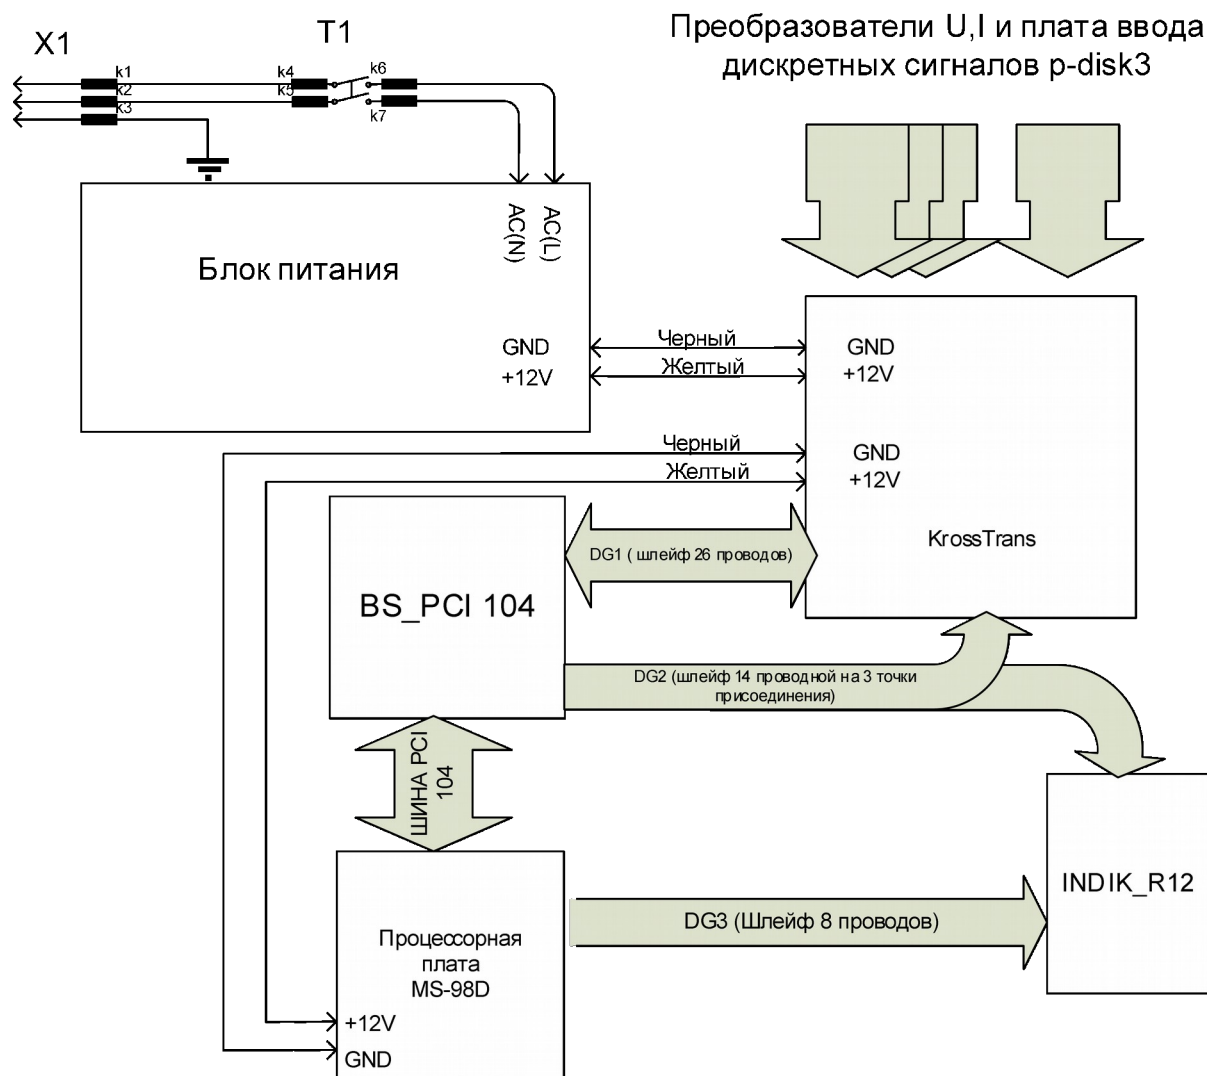 Преобразователи U,I и плата ввода
дискретных сигналов p-disk3
X1
T1
k1
k2
k3
k4
k5
k6
k7
AC(N)
AC(L)
Блок питания
GND
+12V
Черный
Желтый
GND
+12V
Черный
Желтый
GND
+12V
KrossTrans
DG1 ( шлейф 26 проводов)
BS_PCI 104
DG2 (шлейф 14 проводной на 3 точки
присоединения)
ШИНА PCI
104
INDIK_R12
DG3 (Шлейф 8 проводов)
Процессорная
плата
MS-98D
+12V
GND